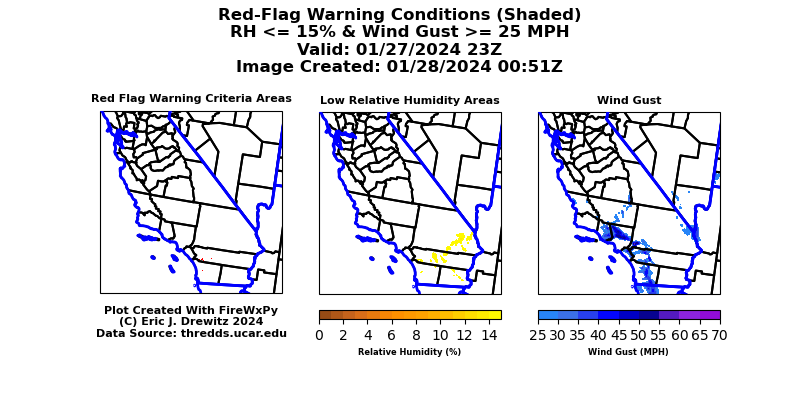 Red-Flag Warning Conditions (Shaded)
RH <= 15% & Wind Gust >= 25 MPH
Valid: 01/27/2024 23Z
Image Created: 01/28/2024 00:51Z
Red Flag Warning Criteria Areas
Low Relative Humidity Areas
Wind Gust
Plot Created With FireWxPy
(C) Eric J. Drewitz 2024
Data Source: thredds.ucar.edu
0 2 4 6 8 10 12 14
Relative Humidity (%)
25 30 35 40 45 50 55 60 65 70
Wind Gust (MPH)